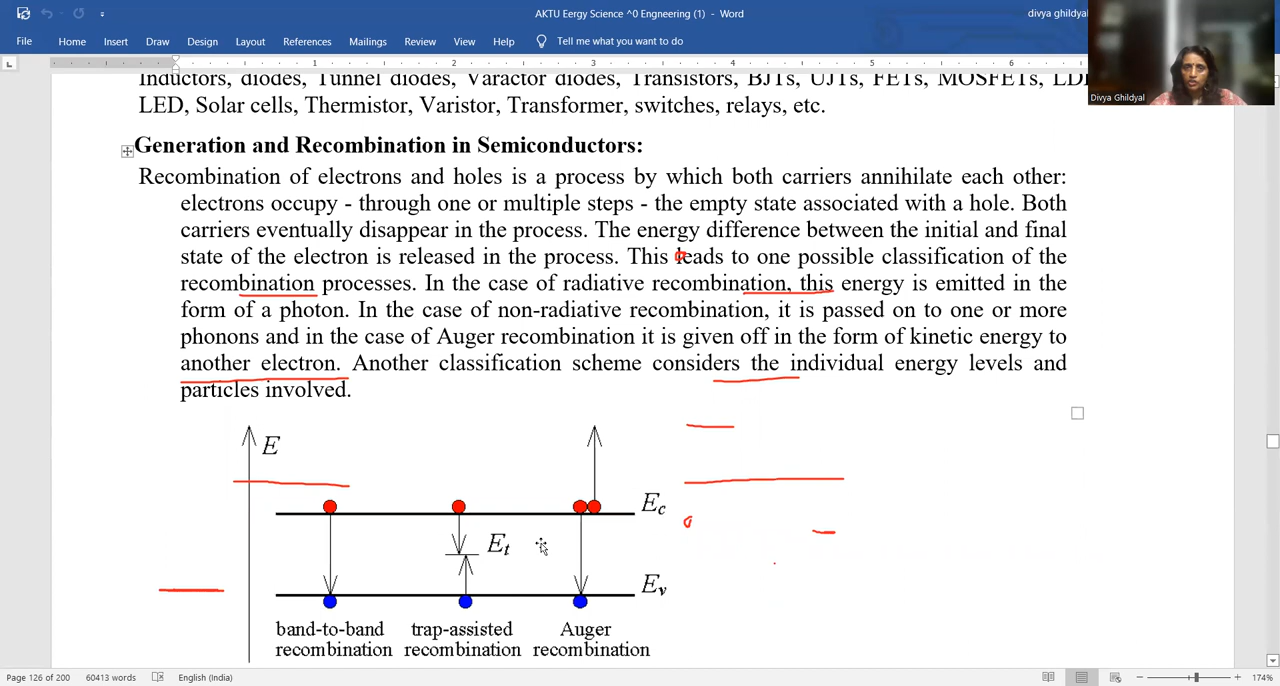 AKTU Eergy Science ^0 Engneering (1) - Word
divya ghildyal
File Home Insert Draw Design Layout References Mailings Review View Help Tell me what you want to do
1 2 3 4 5 6
Divya Ghildyal
Inductors, diodes, Tunnel diodes, Varactor diodes, Transistors, BJTs, UJTs, FETs, MOSFETs, LD
LED, Solar cells, Thermistor, Varistor, Transformer, switches, relays, etc.
Generation and Recombination in Semiconductors:
Recombination of electrons and holes is a process by which both carriers annihilate each other:
electrons occupy - through one or multiple steps - the empty state associated with a hole. Both
carriers eventually disappear in the process. The energy difference between the initial and final
state of the electron is released in the process. This leads to one possible classification of the
recombination processes. In the case of radiative recombination, this energy is emitted in the
form of a photon. In the case of non-radiative recombination, it is passed on to one or more
phonons and in the case of Auger recombination it is given off in the form of kinetic energy to
another electron. Another classification scheme considers the individual energy levels and
particles involved.
E
Ec
Et
Ev
band-to-band recombination
trap-assisted recombination
Auger recombination
Page 126 of 200 60413 words English (India) 174%